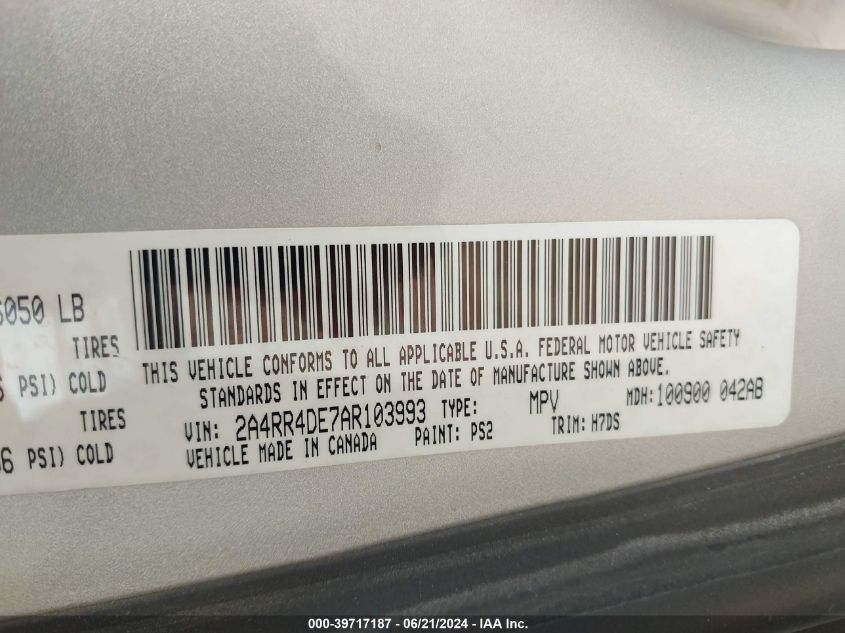 6050 LB
TIRES
PSI) COLD
TIRES
36 PSI) COLD
THIS VEHICLE CONFORMS TO ALL APPLICABLE U.S.A. FEDERAL MOTOR VEHICLE SAFETY
STANDARDS IN EFFECT ON THE DATE OF MANUFACTURE SHOWN ABOVE.
VIN: 2A4RR4DE7AR103993 TYPE: MPV MDH: 100900 042AB
VEHICLE MADE IN CANADA PAINT: PS2 TRIM: H7DS
000-39717187 - 06/21/2024 - IAA Inc.